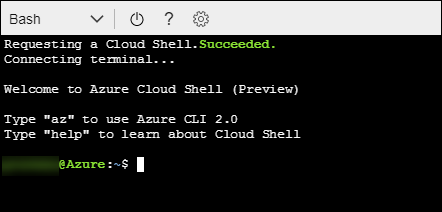 Bash
Requesting a Cloud Shell.Succeeded.
Connecting terminal...
Welcome to Azure Cloud Shell (Preview)
Type "az" to use Azure CLI 2.0
Type "help" to learn about Cloud Shell
@Azure:~$